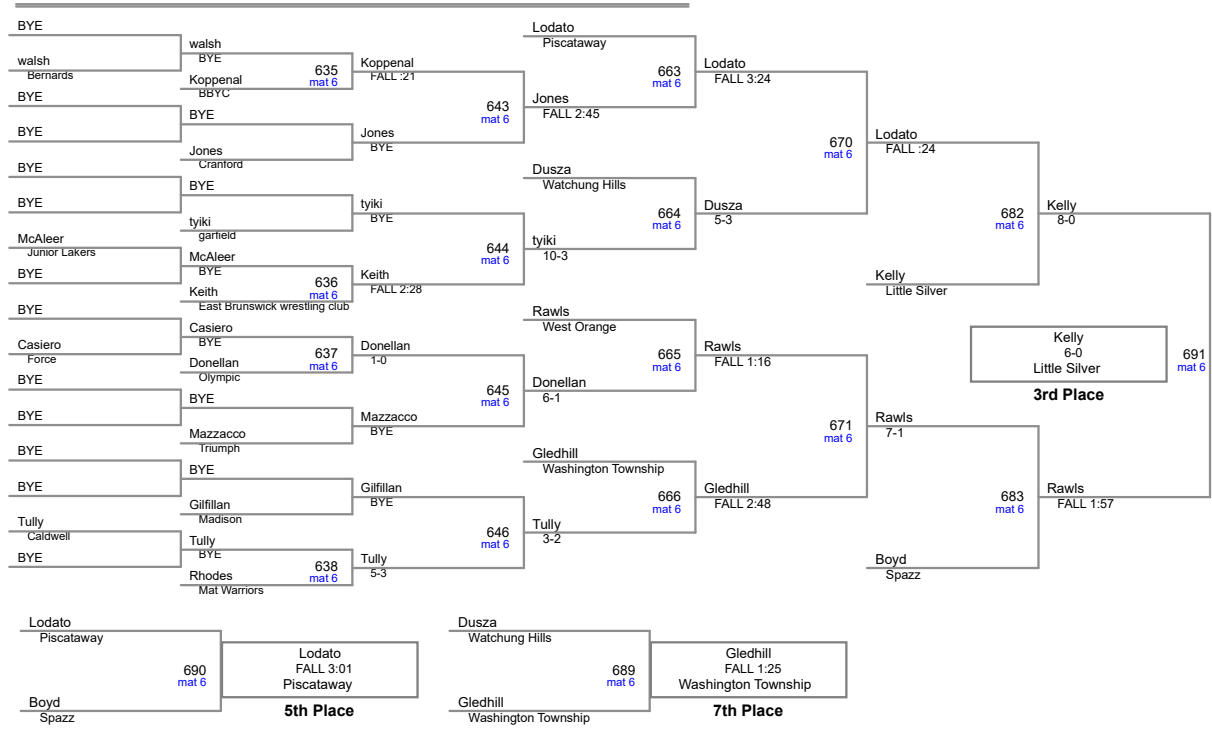 BYE
walsh
Bernards
BYE
BYE
BYE
BYE
McAleer
Junior Lakers
BYE
BYE
Casiero
Force
BYE
BYE
BYE
BYE
Tully
Caldwell
BYE
walsh
BYE
635
mat 6
Koppenal
BBYC
BYE
Jones
Cranford
BYE
tyiki
garfield
McAleer
BYE
636
mat 6
Keith
East Brunswick wrestling club
Casiero
BYE
637
mat 6
Donellan
Olympic
BYE
Mazzacco
Triumph
BYE
Gilfillan
Madison
Tully
BYE
638
mat 6
Rhodes
Mat Warriors
Koppenal
FALL :21
643
mat 6
Jones
BYE
tyiki
BYE
644
mat 6
Keith
FALL 2:28
Donellan
1-0
645
mat 6
Mazzacco
BYE
Gilfillan
BYE
646
mat 6
Tully
5-3
Lodato
Piscataway
663
mat 6
Jones
FALL 2:45
Dusza
Watchung Hills
664
mat 6
tyiki
10-3
Rawls
West Orange
665
mat 6
Donellan
6-1
Gledhill
Washington Township
666
mat 6
Tully
3-2
Lodato
FALL 3:24
670
mat 6
Dusza
5-3
Rawls
FALL 1:16
671
mat 6
Gledhill
FALL 2:48
Lodato
FALL :24
682
mat 6
Kelly
Little Silver
Rawls
7-1
683
mat 6
Boyd
Spazz
Kelly
8-0
691
mat 6
Rawls
FALL 1:57
Kelly
6-0
Little Silver
3rd Place
Lodato
Piscataway
690
mat 6
Boyd
Spazz
Lodato
FALL 3:01
Piscataway
5th Place
Dusza
Watchung Hills
689
mat 6
Gledhill
Washington Township
Gledhill
FALL 1:25
Washington Township
7th Place